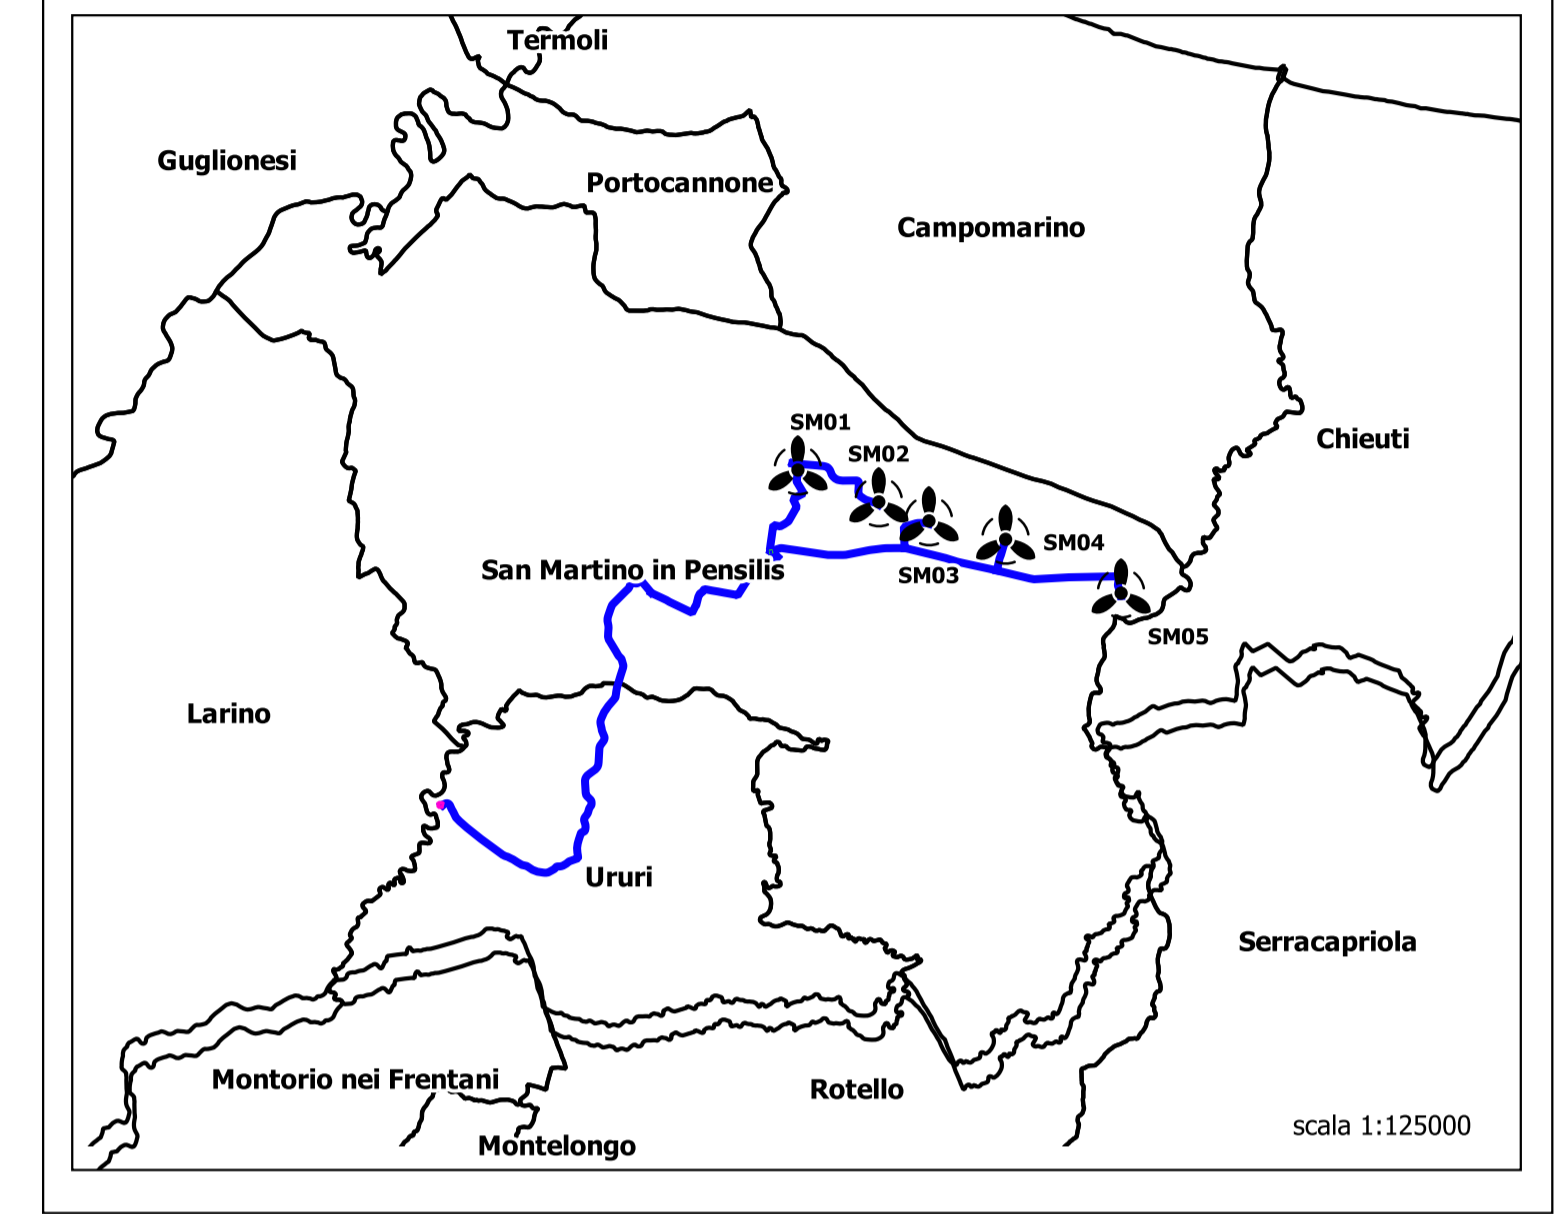 Termoli
Guglionesi
Portocannone
Campomarino
SM01
Chieuti
SM02
SM04
San Martino in Pensilis
SM03
SM05
Larino
Ururi
Serracapriola
Montorio nei Frentani
Rotello
scala 1:125000
Montelongo